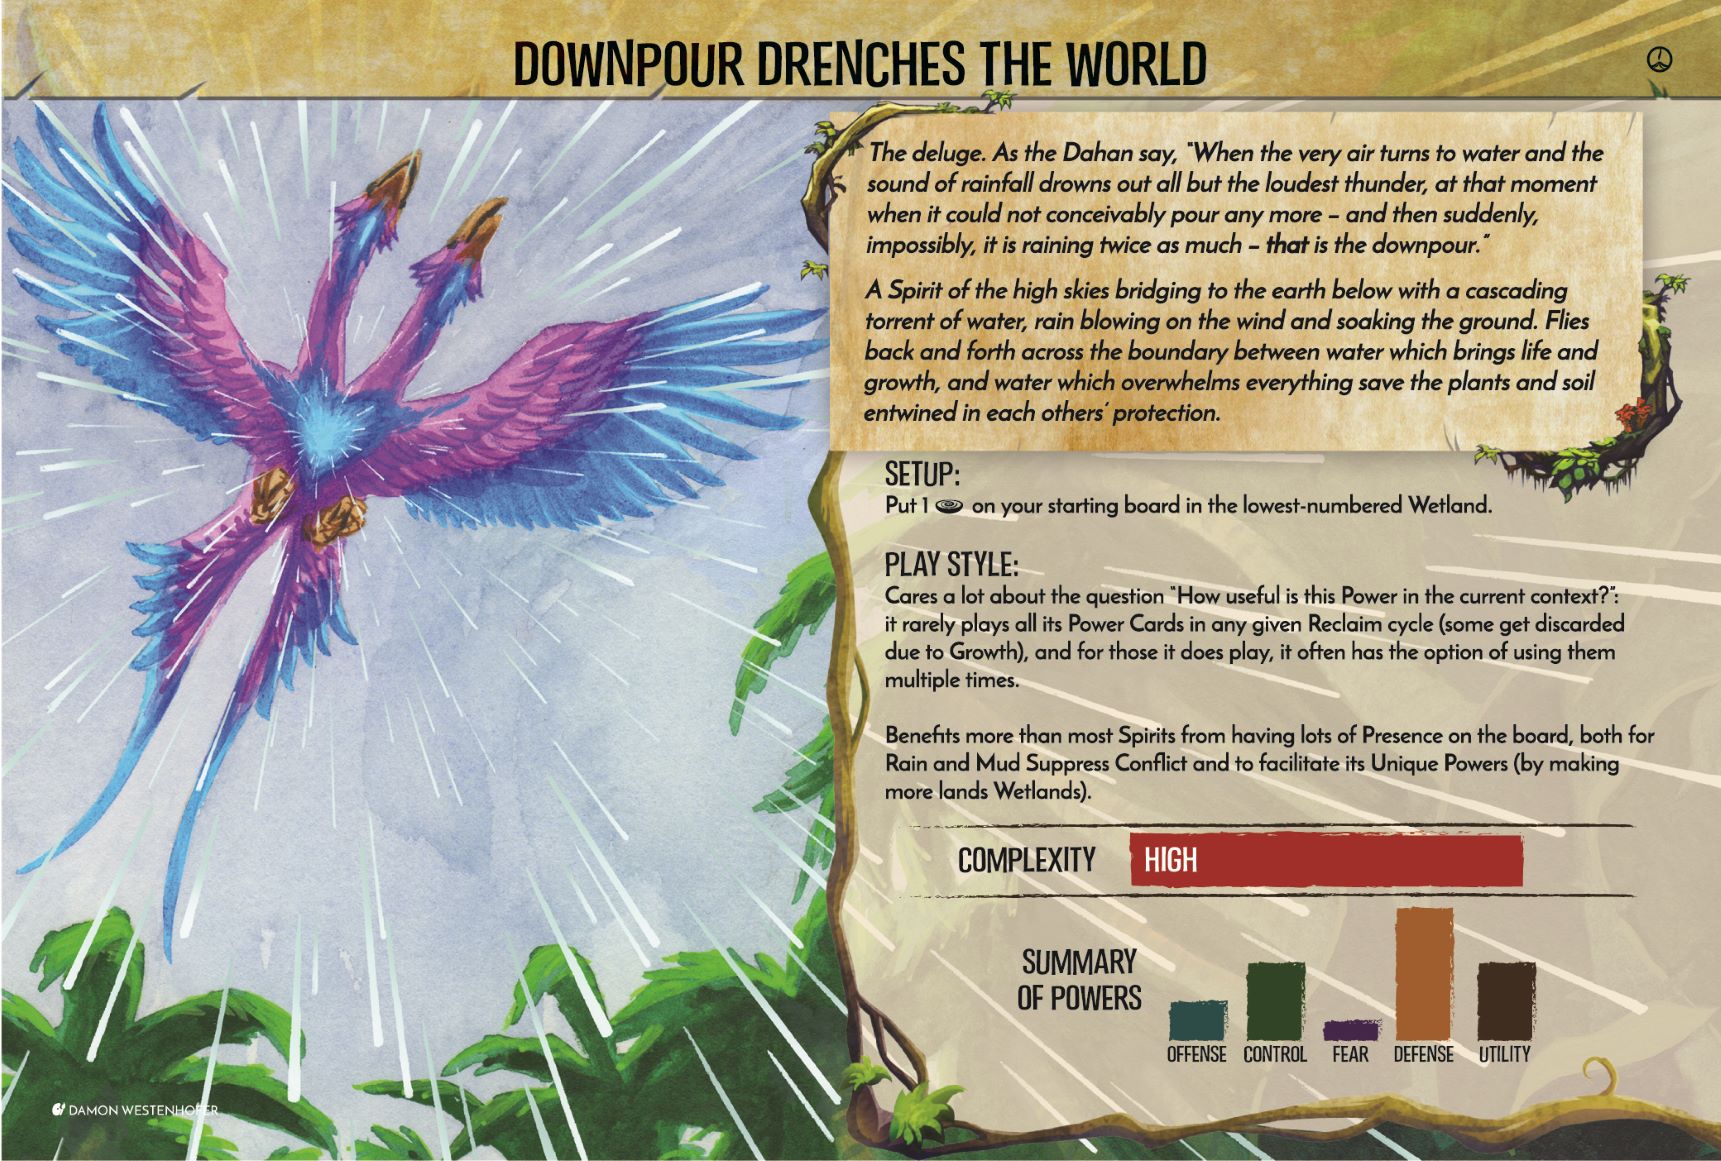 DOWNPOUR DRENCHES THE WORLD
The deluge. As the Dahan say, "When the very air turns to water and the
sound of rainfall drowns out all but the loudest thunder, at that moment
when it could not conceivably pour any more – and then suddenly,
impossibly, it is raining twice as much – that is the downpour."
A Spirit of the high skies bridging to the earth below with a cascading
torrent of water, rain blowing on the wind and soaking the ground. Flies
back and forth across the boundary between water which brings life and
growth, and water which overwhelms everything save the plants and soil
entwined in each others' protection.
SETUP:
Put 1 on your starting board in the lowest-numbered Wetland.
PLAY STYLE:
Cares a lot about the question "How useful is this Power in the current context?":
it rarely plays all its Power Cards in any given Reclaim cycle (some get discarded
due to Growth), and for those it does play, it often has the option of using them
multiple times.
Benefits more than most Spirits from having lots of Presence on the board, both for
Rain and Mud Suppress Conflict and to facilitate its Unique Powers (by making
more lands Wetlands).
COMPLEXITY HIGH
SUMMARY
OF POWERS
OFFENSE CONTROL FEAR DEFENSE UTILITY
DAMON WESTENHOFER